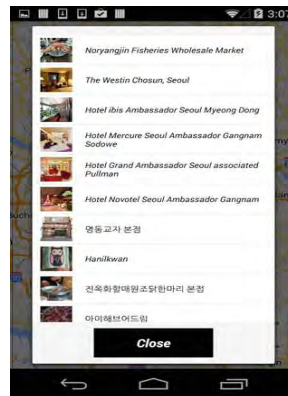 3:07
Noryangjin Fisheries Wholesale Market
The Westin Chosun, Seoul
Hotel ibis Ambassador Seoul Myeong Dong
Hotel Mercure Seoul Ambassador Gangnam
Sodowe
Hotel Grand Ambassador Seoul associated
Pullman
Hotel Novotel Seoul Ambassador Gangnam
명동교자 본점
Hanilkwan
전옥화할매원조닭한마리 본점
아미해브어드림
Close